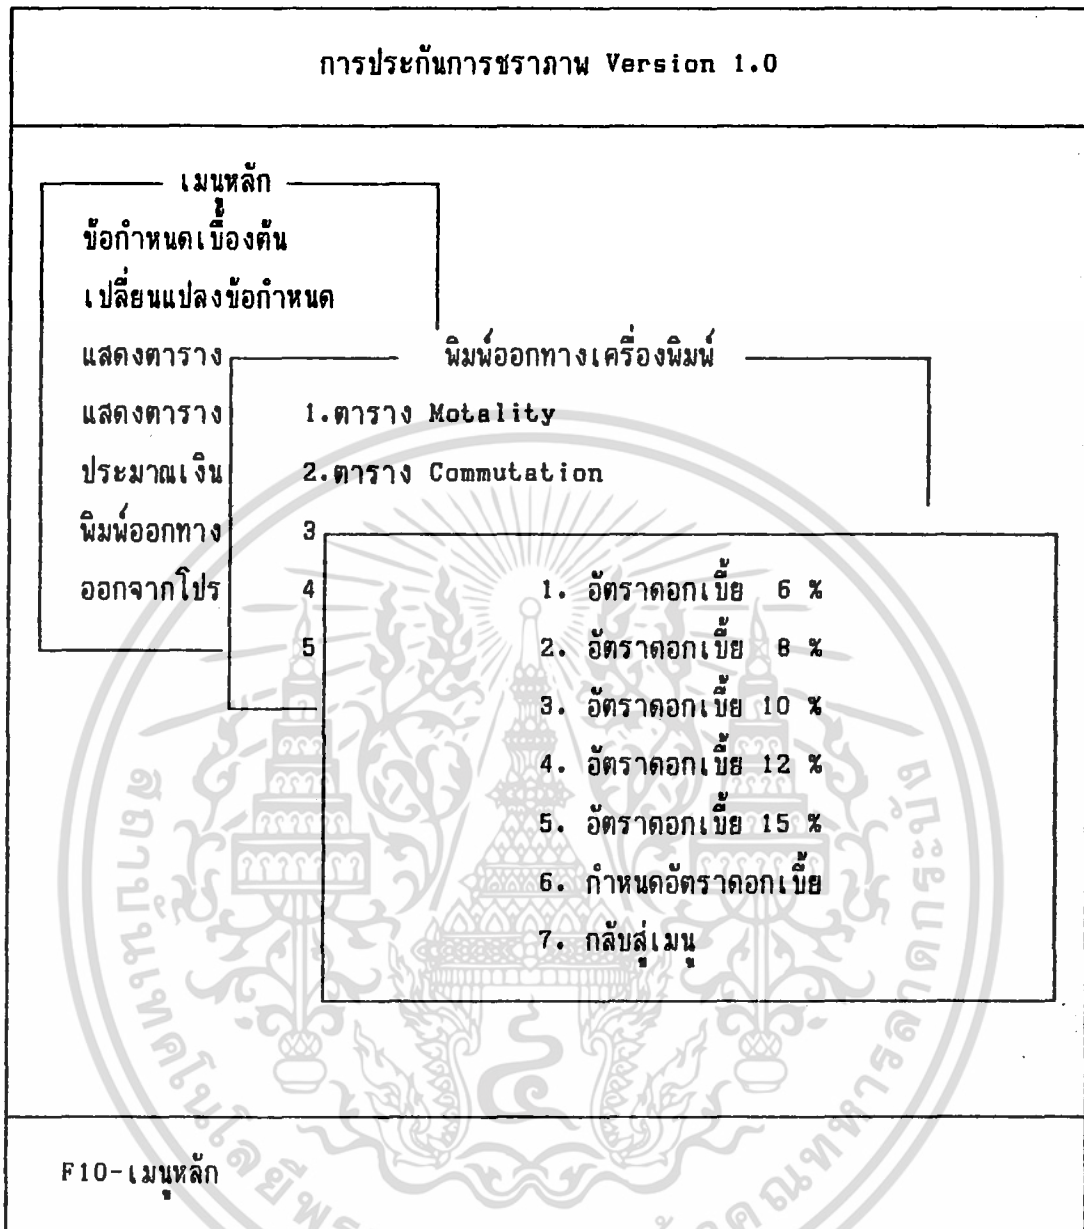 การประกันการชราภาพ Version 1.0
เมนูหลัก
ข้อกำหนดเบื้องต้น
เปลี่ยนแปลงข้อกำหนด
แสดงตาราง
แสดงตาราง
ประมาณเงิน
พิมพ์ออกทาง
ออกจากโปร
พิมพ์ออกทางเครื่องพิมพ์
1.ตาราง Motality
2.ตาราง Commutation
3
4
5
1. อัตราดอกเบี้ย 6 %
2. อัตราดอกเบี้ย 8 %
3. อัตราดอกเบี้ย 10 %
4. อัตราดอกเบี้ย 12 %
5. อัตราดอกเบี้ย 15 %
6. กำหนดอัตราดอกเบี้ย
7. กลับสู่เมนู
F10-เมนูหลัก